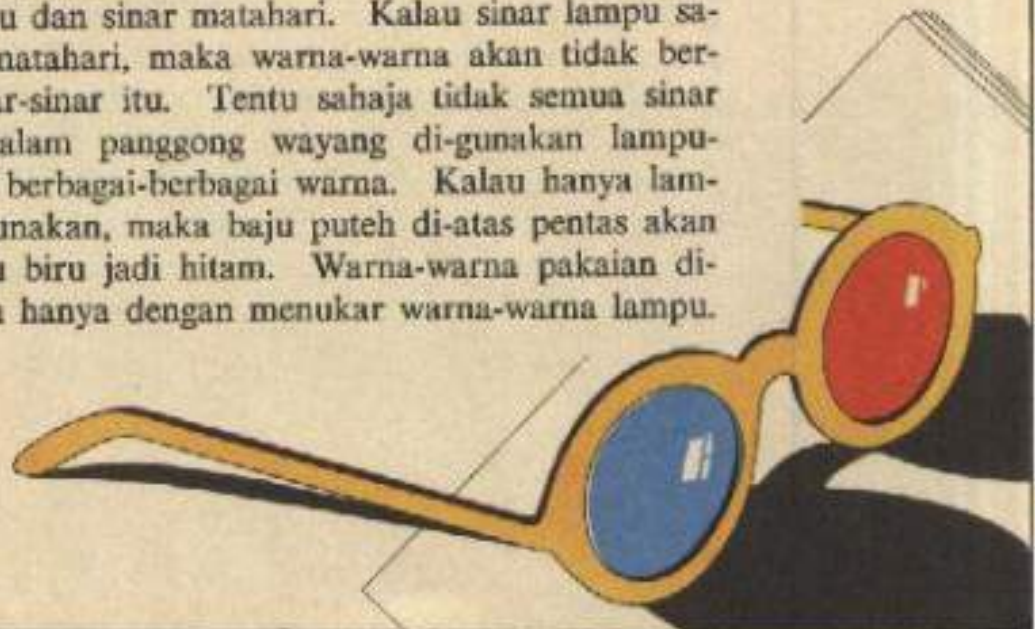 u dan sinar matahari. Kalau sinar lampu sa-
matahari, maka warna-warna akan tidak ber-
ar-sinar itu. Tentu sahaja tidak semua sinar
alam panggong wayang di-gunakan lampu-
berbagai-berbagai warna. Kalau hanya lam-
unakan, maka baju puteh di-atas pentas akan
u biru jadi hitam. Warna-warna pakaian di-
hanya dengan menukar warna-warna lampu.